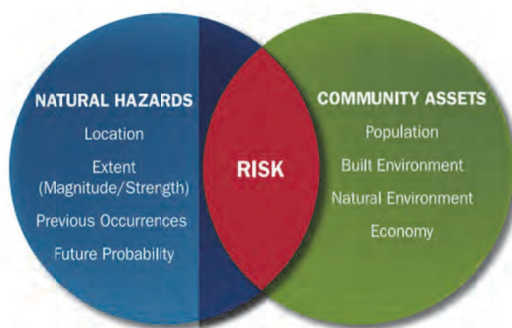 NATURAL HAZARDS
Location
Extent
(Magnitude/Strength)
Previous Occurrences
Future Probability
RISK
COMMUNITY ASSETS
Population
Built Environment
Natural Environment
Economy